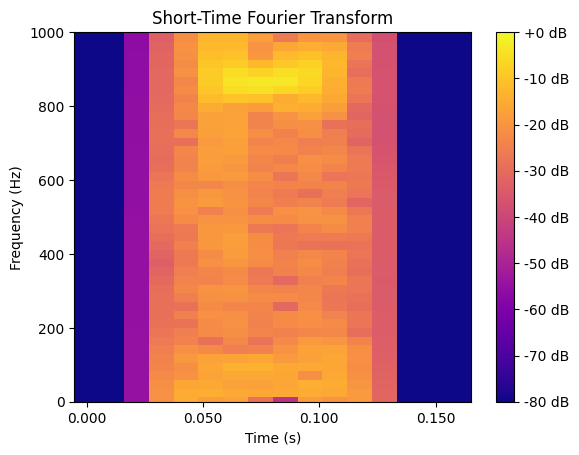 Short-Time Fourier Transform
1000
800
600
400
200
0
Frequency (Hz)
0.000
0.050
0.100
0.150
Time (s)
+0 dB
-10 dB
-20 dB
-30 dB
-40 dB
-50 dB
-60 dB
-70 dB
-80 dB